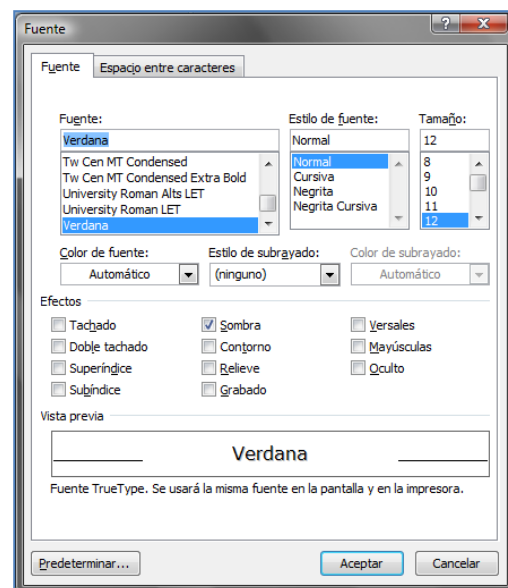 Fuente
Fuente Espacio entre caracteres
Fuente: Estilo de fuente: Tamaño:
Verdana Normal 12
Tw Cen MT Condensed
Tw Cen MT Condensed Extra Bold
University Roman Alts LET
University Roman LET
Verdana
Normal
Cursiva
Negrita
Negrita Cursiva
8
9
10
11
12
Color de fuente: Estilo de subrayado: Color de subrayado:
Automático (ninguno) Automático
Efectos
Tachado Sombra Versales
Doble tachado Contorno Mayúsculas
Superíndice Relieve Oculto
Subíndice Grabado
Vista previa
Verdana
Fuente TrueType. Se usará la misma fuente en la pantalla y en la impresora.
Predeterminar... Aceptar Cancelar